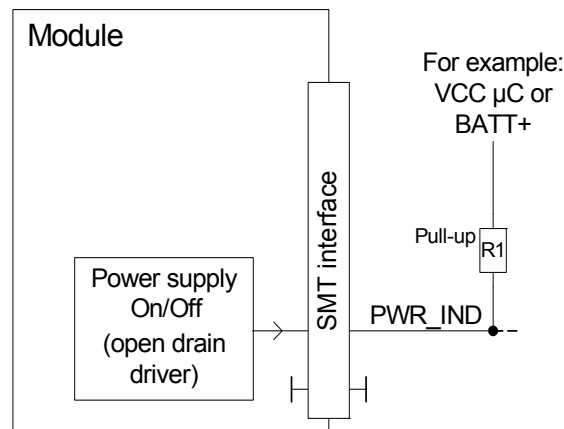 Module
For example:
VCC µC or
BATT+
SMT interface
Pull-up
R1
Power supply
On/Off
(open drain
driver)
PWR_IND